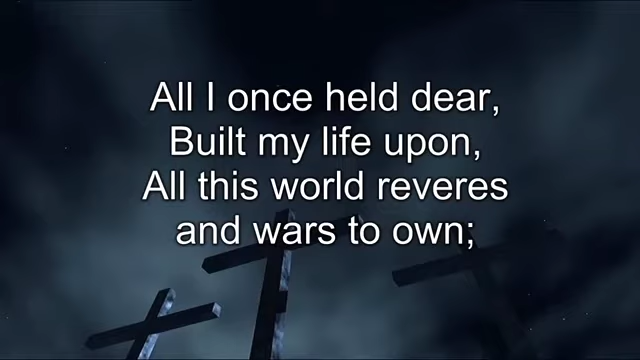 All I once held dear,
Built my life upon,
All this world reveres
and wars to own;